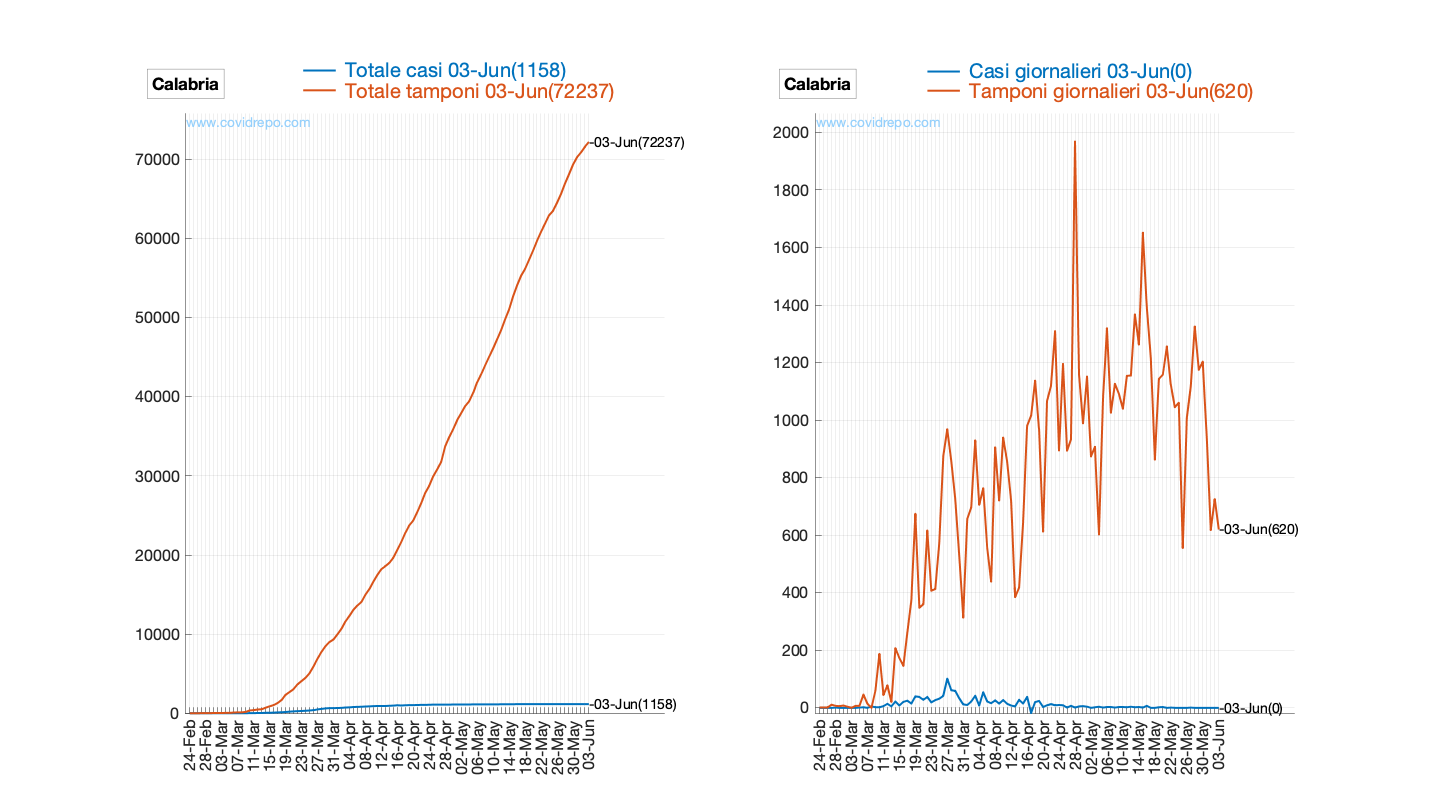 Calabria
Totale casi 03-Jun(1158)
Totale tamponi 03-Jun(72237)
www.covidrepo.com
-03-Jun(72237)
70000
60000
50000
40000
30000
20000
10000
0
-03-Jun(1158)
24-Feb
28-Feb
03-Mar
07-Mar
11-Mar
15-Mar
19-Mar
23-Mar
27-Mar
31-Mar
04-Apr
08-Apr
12-Apr
16-Apr
20-Apr
24-Apr
28-Apr
02-May
06-May
10-May
14-May
18-May
22-May
26-May
30-May
03-Jun
Calabria
Casi giornalieri 03-Jun(0)
Tamponi giornalieri 03-Jun(620)
www.covidrepo.com
2000
1800
1600
1400
1200
1000
800
600
400
200
0
-03-Jun(620)
-03-Jun(0)
24-Feb
28-Feb
03-Mar
07-Mar
11-Mar
15-Mar
19-Mar
23-Mar
27-Mar
31-Mar
04-Apr
08-Apr
12-Apr
16-Apr
20-Apr
24-Apr
28-Apr
02-May
06-May
10-May
14-May
18-May
22-May
26-May
30-May
03-Jun